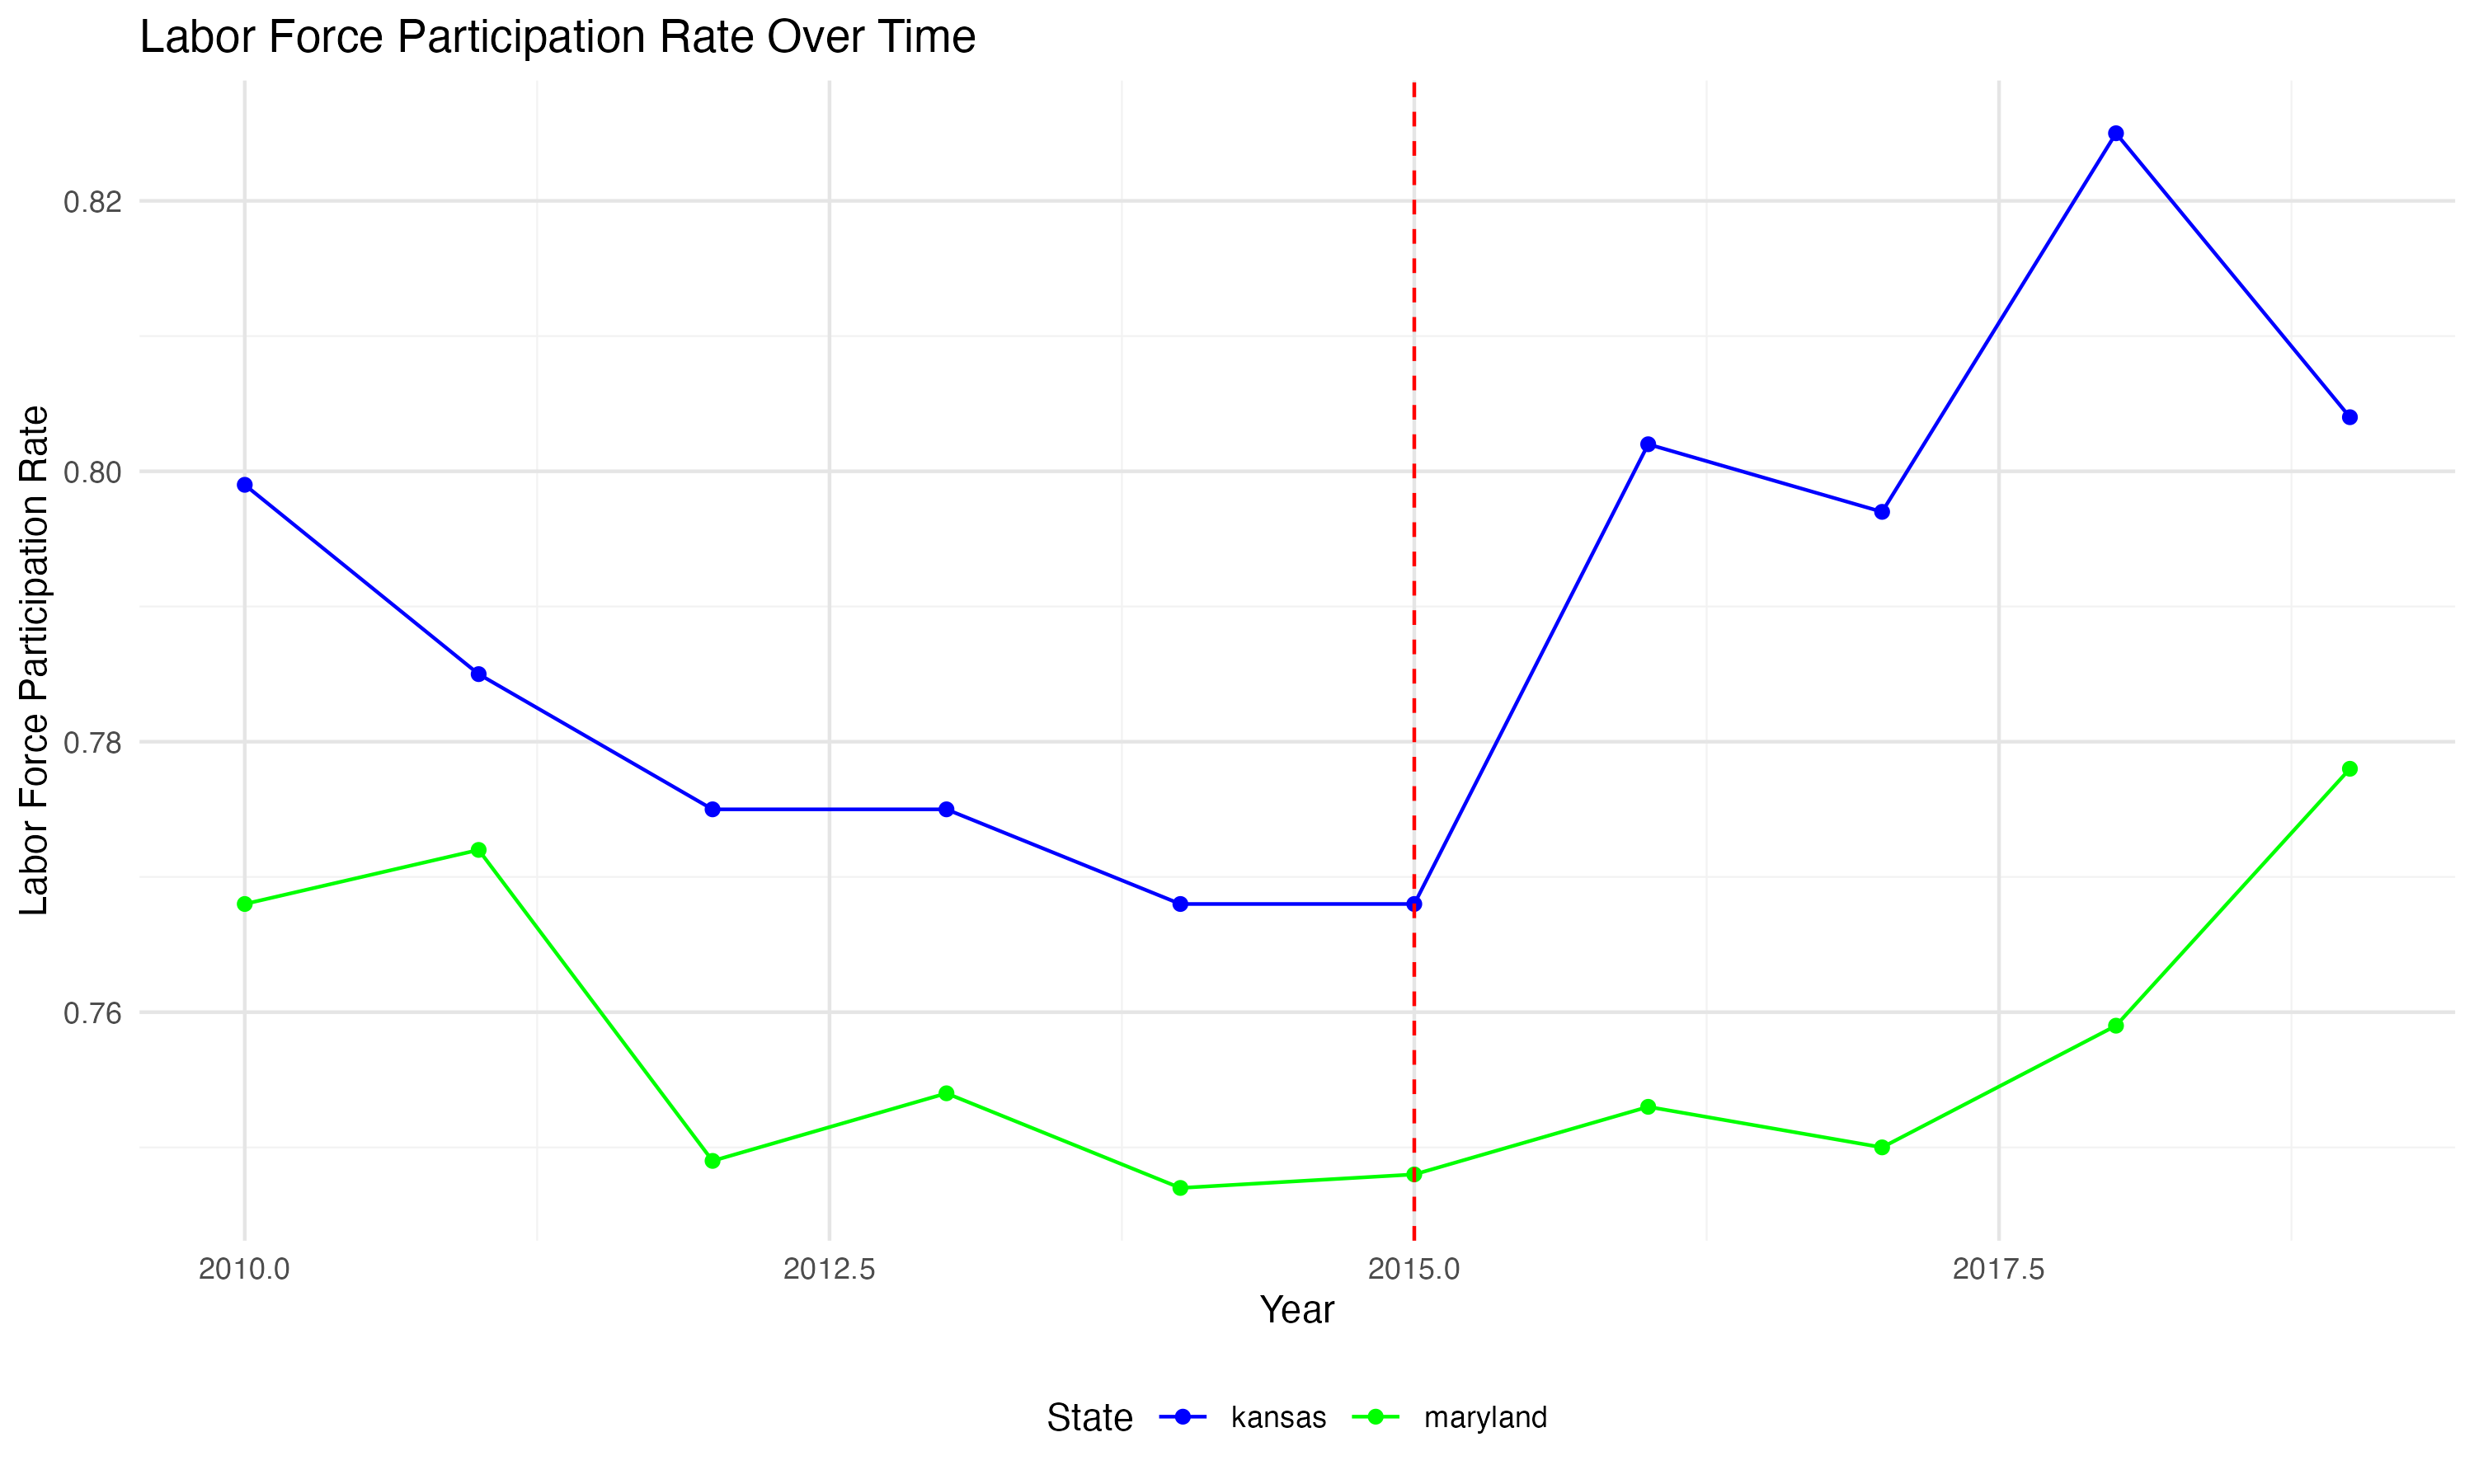 Labor Force Participation Rate Over Time
Labor Force Participation Rate
0.82
0.80
0.78
0.76
2010.0 2012.5 2015.0 2017.5
Year
State kansas maryland